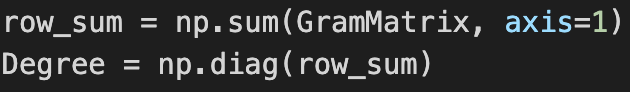 row_sum = np.sum(GramMatrix, axis=1)
Degree = np.diag(row_sum)